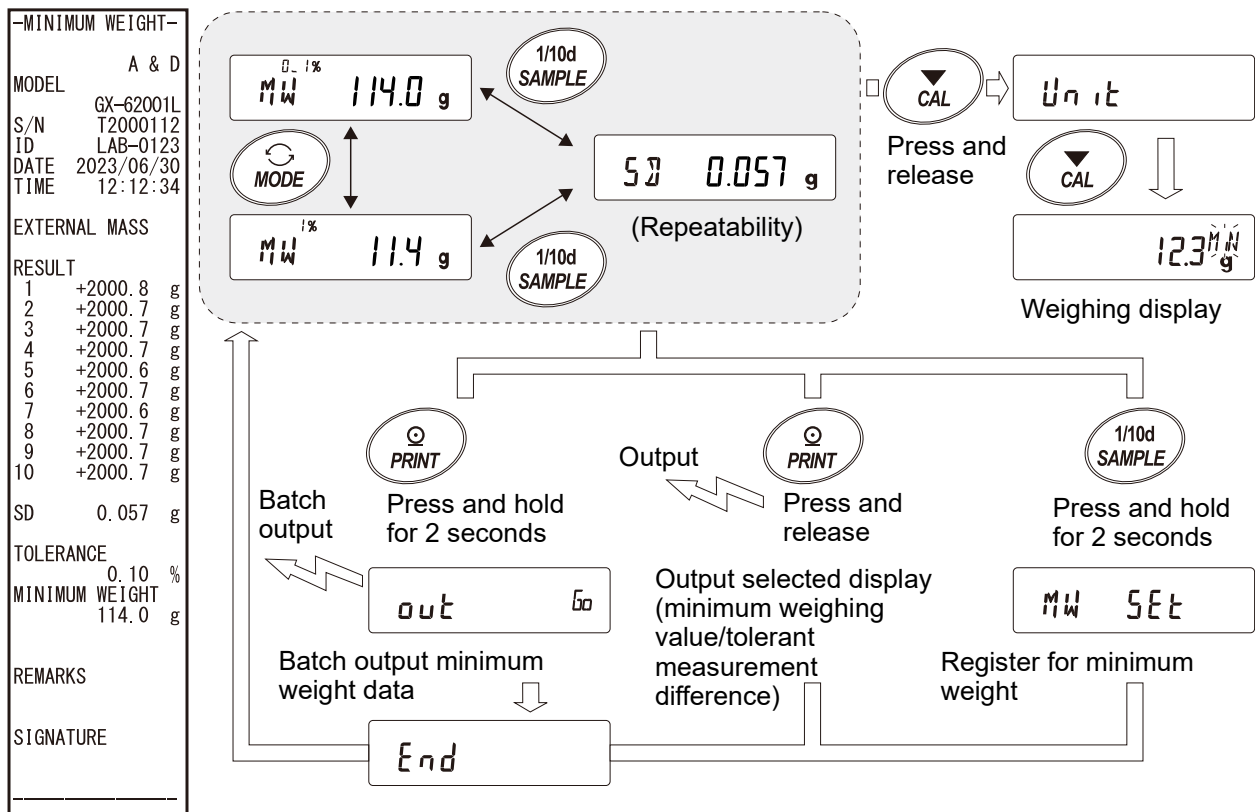 -MINIMUM WEIGHT-
A & D
MODEL
GX-62001L
S/N T2000112
ID LAB-0123
DATE 2023/06/30
TIME 12:12:34
EXTERNAL MASS
RESULT
1 +2000.8 g
2 +2000.7 g
3 +2000.7 g
4 +2000.7 g
5 +2000.6 g
6 +2000.7 g
7 +2000.6 g
8 +2000.7 g
9 +2000.7 g
10 +2000.7 g
SD 0.057 g
TOLERANCE
0.10 %
MINIMUM WEIGHT
114.0 g
REMARKS
SIGNATURE
0_1%
MW 114.0 g
1/10d
SAMPLE
MODE
1%
MW 11.4 g
1/10d
SAMPLE
SD 0.057 g
(Repeatability)
CAL
Press and
release
Unit
CAL
12.3 MIN g
Weighing display
PRINT
Press and hold
for 2 seconds
Batch
output
out Go
Batch output minimum
weight data
End
Output
PRINT
Press and
release
Output selected display
(minimum weighing
value/tolerant
measurement
difference)
1/10d
SAMPLE
Press and hold
for 2 seconds
MW SEt
Register for minimum
weight